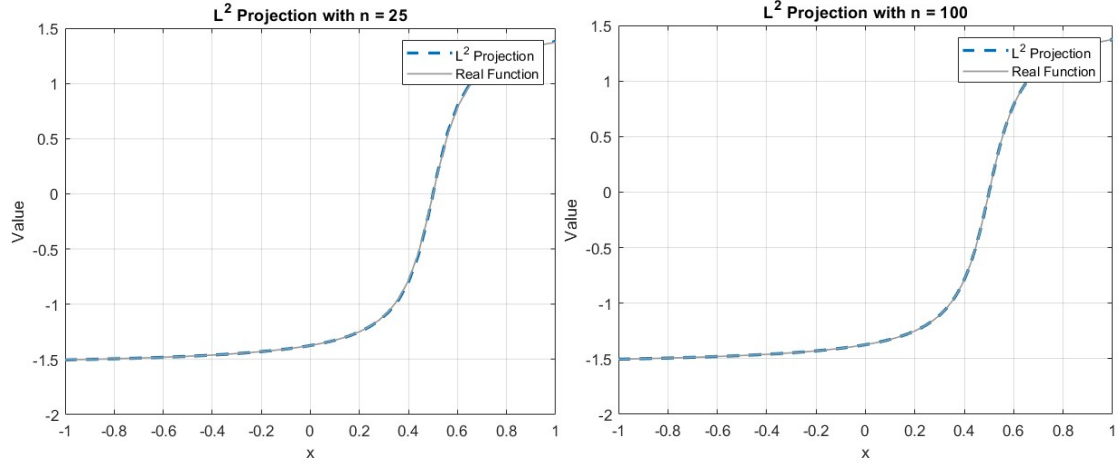 L² Projection with n = 25
L² Projection
Real Function
1.5
1
0.5
0
-0.5
-1
-1.5
-2
Value
-1 -0.8 -0.6 -0.4 -0.2 0 0.2 0.4 0.6 0.8 1
x
L² Projection with n = 100
L² Projection
Real Function
1.5
1
0.5
0
-0.5
-1
-1.5
-2
Value
-1 -0.8 -0.6 -0.4 -0.2 0 0.2 0.4 0.6 0.8 1
x